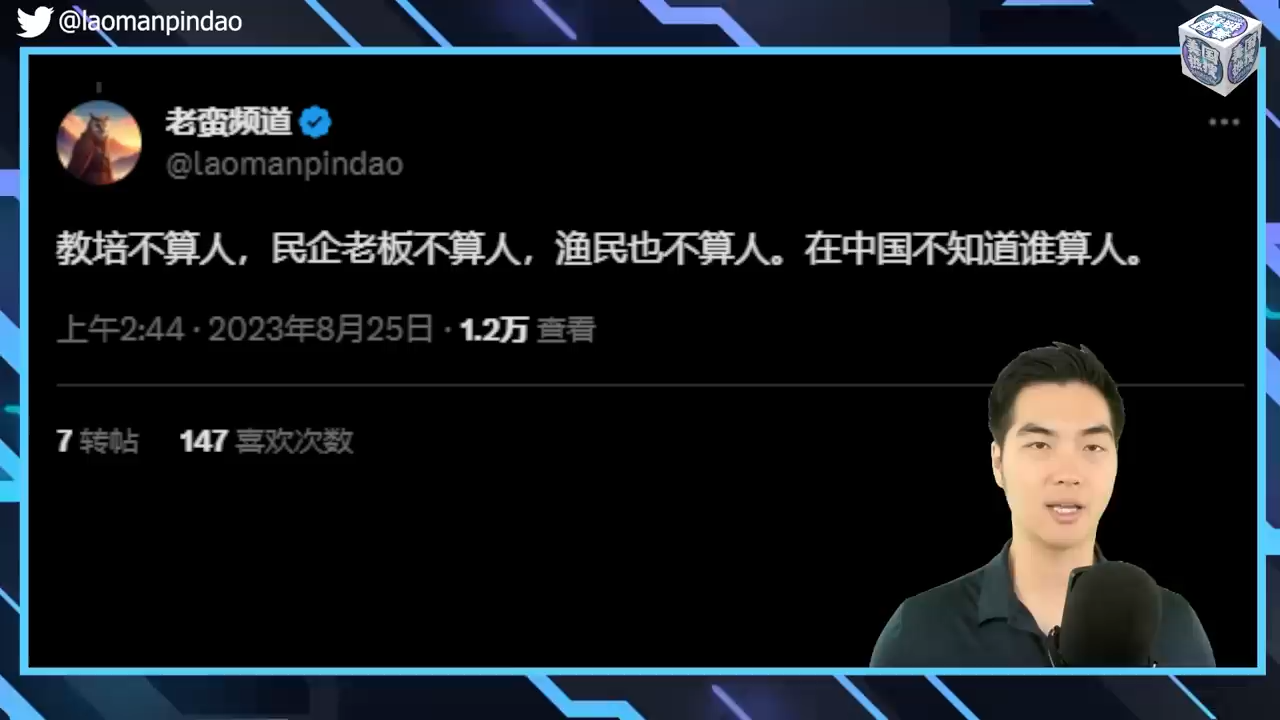 @laomanpindao
老蛮频道
@laomanpindao
教培不算人，民企老板不算人，渔民也不算人。在中国不知道谁算人。
上午2:44 · 2023年8月25日 · 1.2万 查看
7 转帖 147 喜欢次数